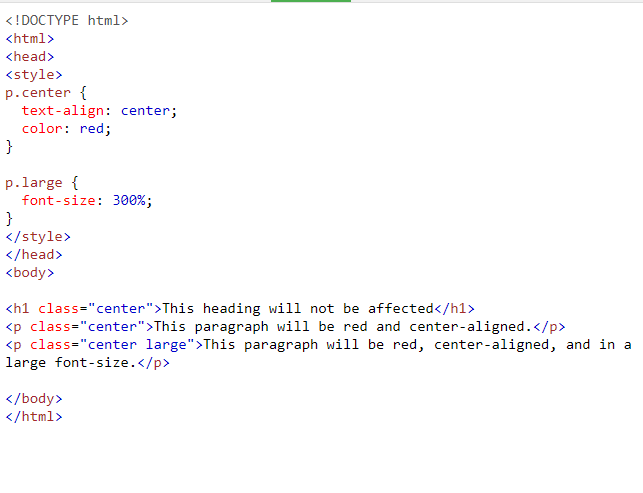 <!DOCTYPE html>
<html>
<head>
<style>
p.center {
  text-align: center;
  color: red;
}

p.large {
  font-size: 300%;
}
</style>
</head>
<body>

<h1 class="center">This heading will not be affected</h1>
<p class="center">This paragraph will be red and center-aligned.</p>
<p class="center large">This paragraph will be red, center-aligned, and in a
large font-size.</p>

</body>
</html>